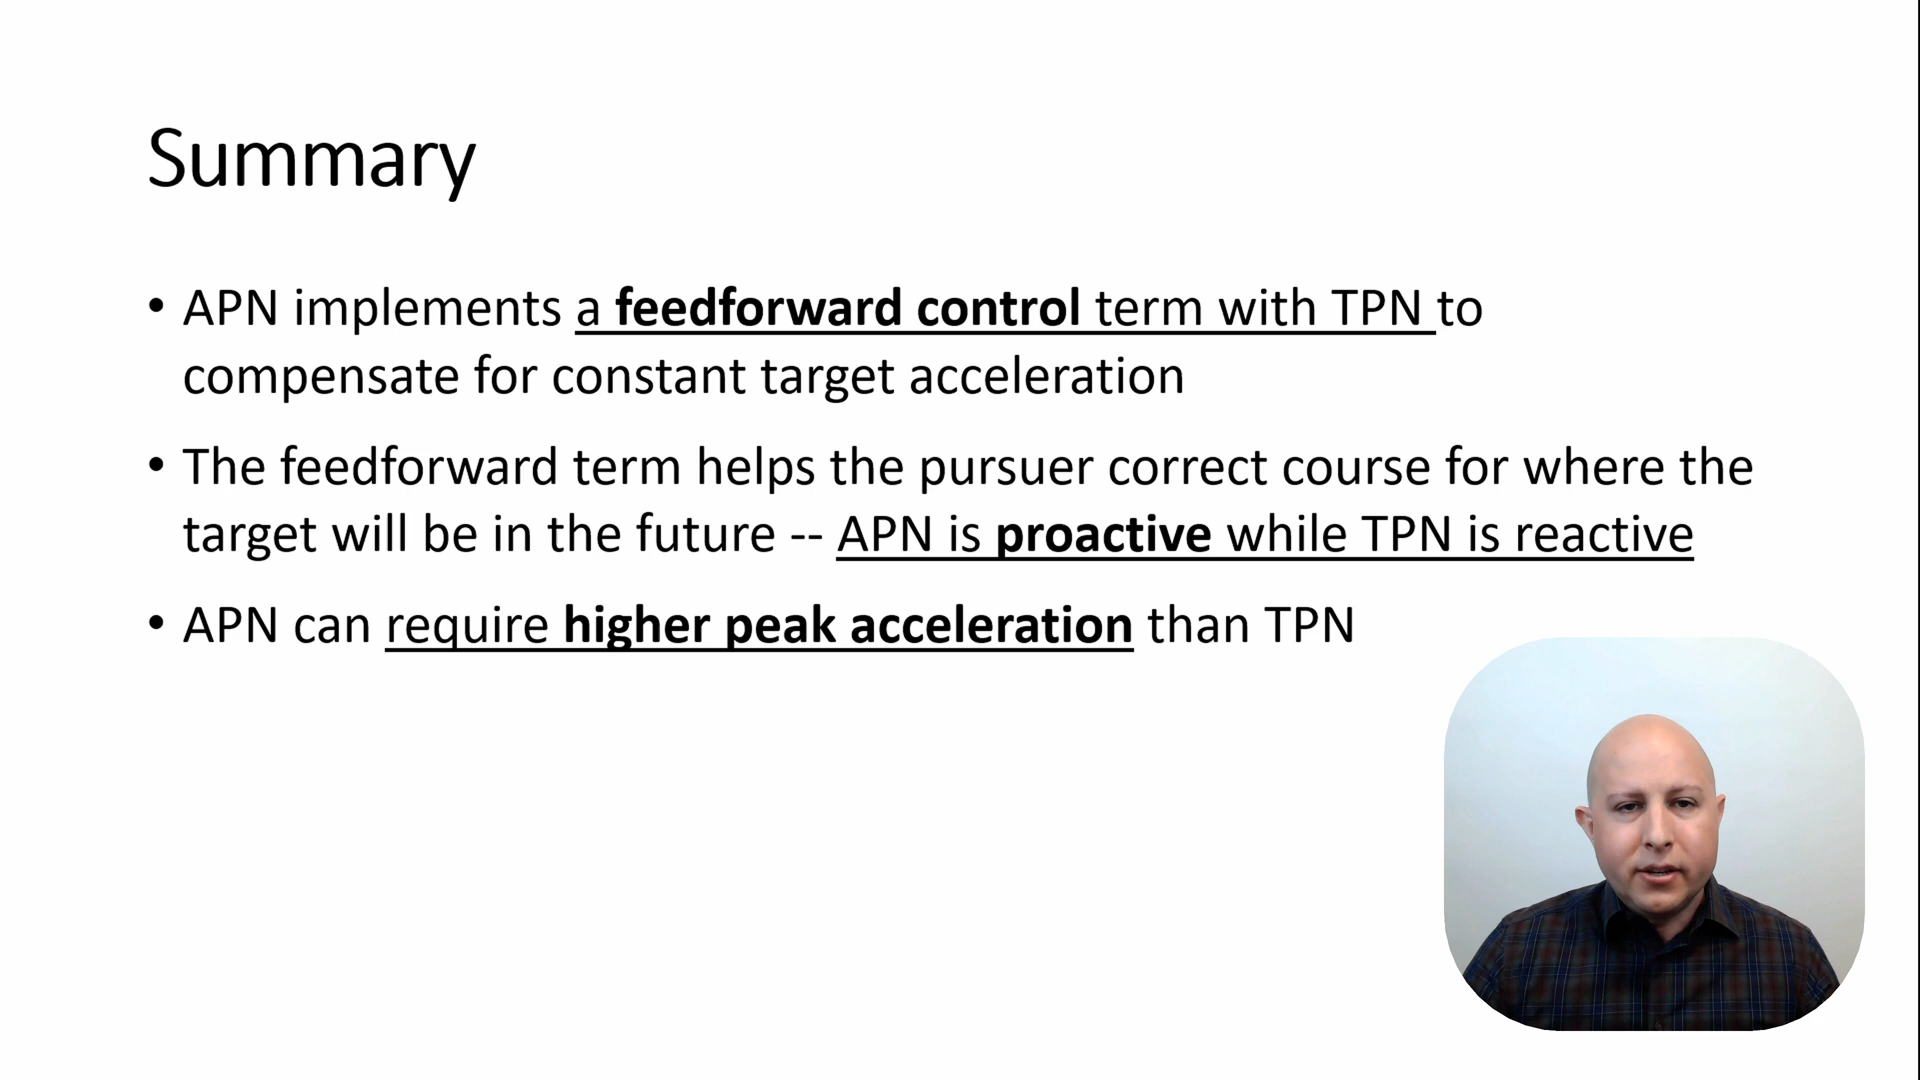 Summary
• APN implements a feedforward control term with TPN to
compensate for constant target acceleration
• The feedforward term helps the pursuer correct course for where the
target will be in the future -- APN is proactive while TPN is reactive
• APN can require higher peak acceleration than TPN